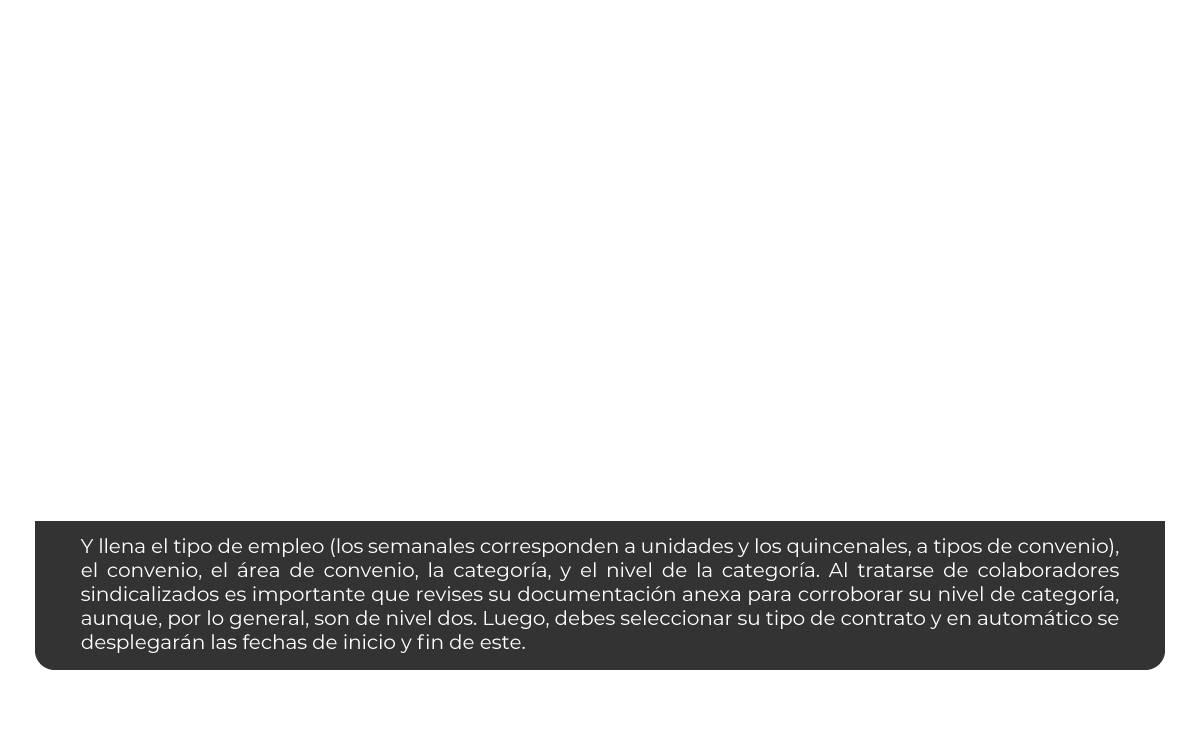 Y llena el tipo de empleo (los semanales corresponden a unidades y los quincenales, a tipos de convenio),
el convenio, el área de convenio, la categoría, y el nivel de la categoría. Al tratarse de colaboradores
sindicalizados es importante que revises su documentación anexa para corroborar su nivel de categoría,
aunque, por lo general, son de nivel dos. Luego, debes seleccionar su tipo de contrato y en automático se
desplegarán las fechas de inicio y fin de este.